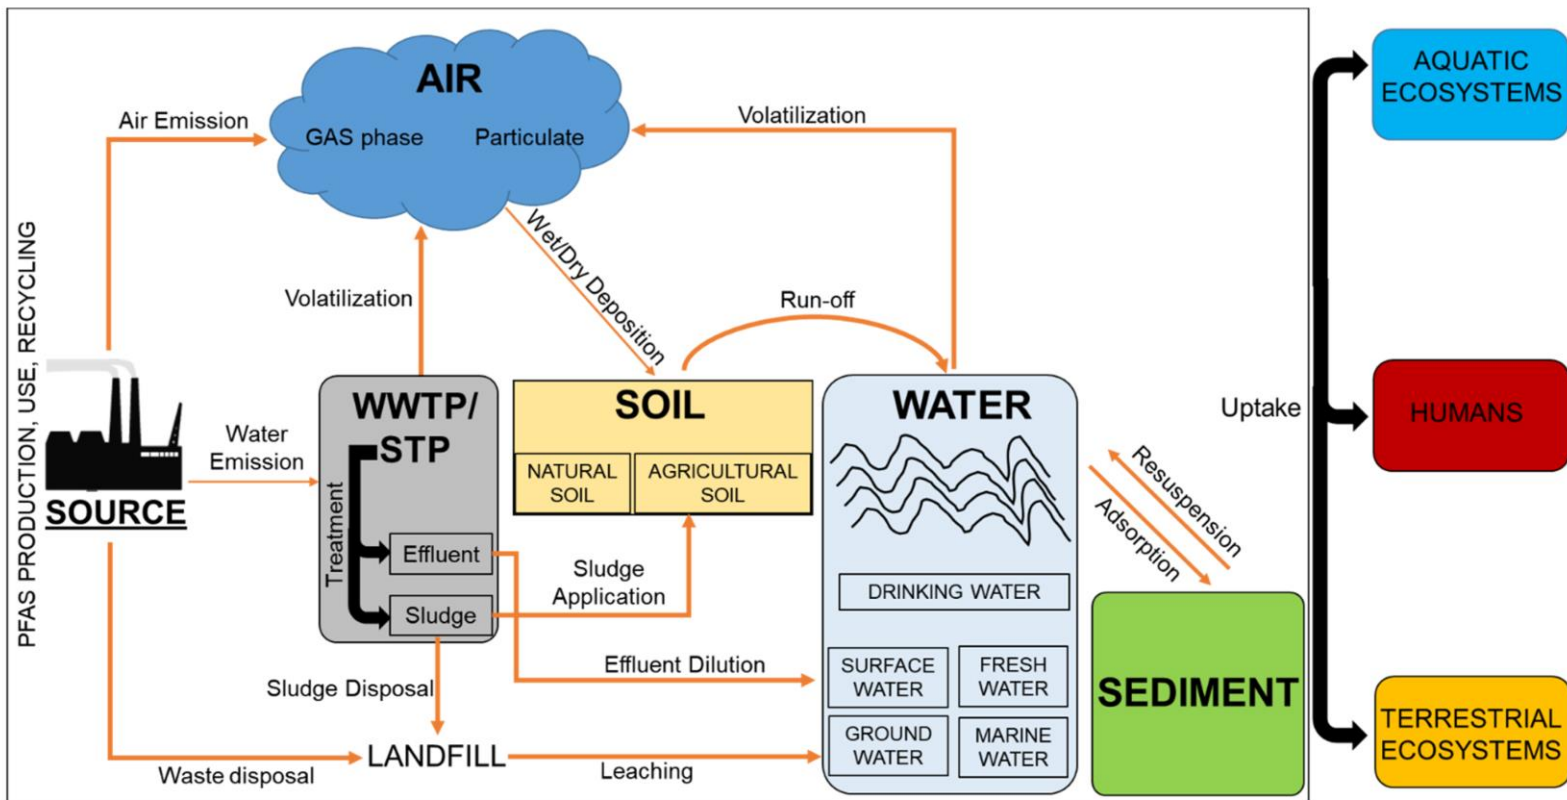 PFAS PRODUCTION, USE, RECYCLING
AIR
GAS phase
Particulate
Air Emission
Volatilization
Volatilization
Wet/Dry Deposition
Run-off
SOURCE
Water
Emission
WWTP/
STP
Treatment
Effluent
Sludge
SOIL
NATURAL
SOIL
AGRICULTURAL
SOIL
Sludge
Application
Effluent Dilution
Sludge Disposal
LANDFILL
Waste disposal
Leaching
WATER
DRINKING WATER
SURFACE
WATER
FRESH
WATER
GROUND
WATER
MARINE
WATER
Resuspension
Adsorption
SEDIMENT
Uptake
AQUATIC
ECOSYSTEMS
HUMANS
TERRESTRIAL
ECOSYSTEMS